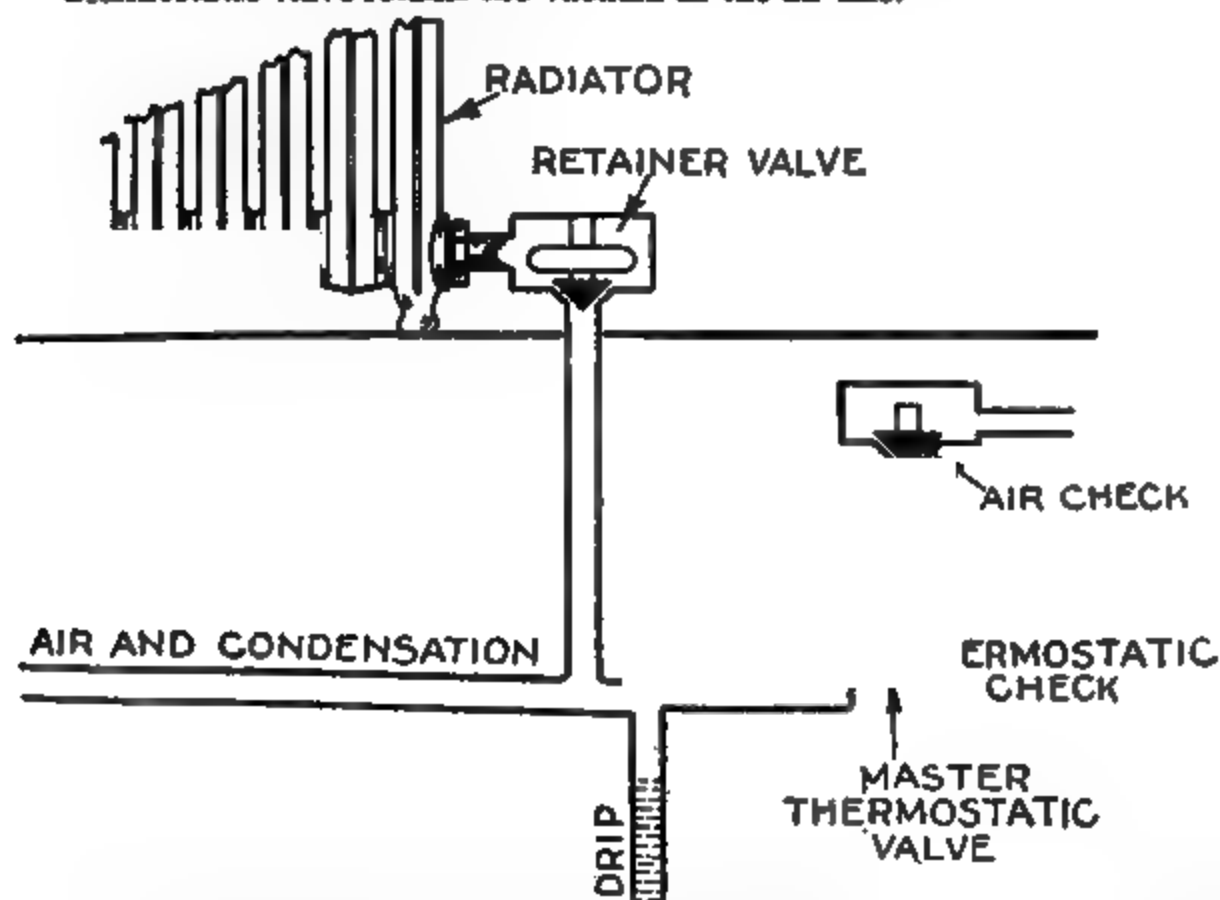 RADIATOR
RETAINER VALVE
AIR CHECK
AIR AND CONDENSATION
ERMOSTATIC
CHECK
MASTER
THERMOSTATIC
VALVE
DRIP